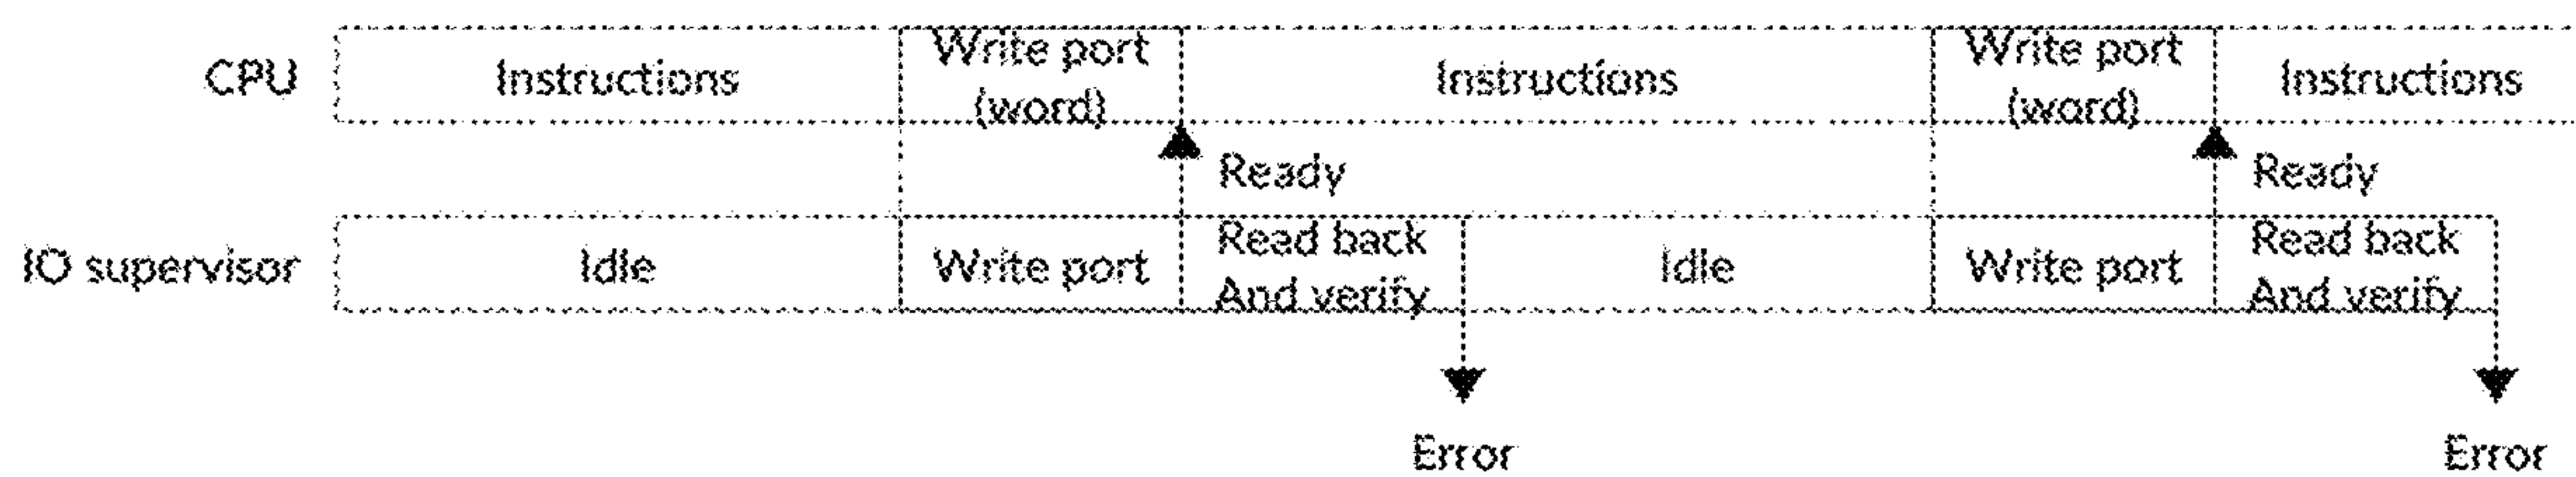 CPU
Instructions
Write port
(word)
Instructions
Write port
(word)
Instructions
Ready
Ready
IO supervisor
Idle
Write port
Read back
And verify
Idle
Write port
Read back
And verify
Error
Error